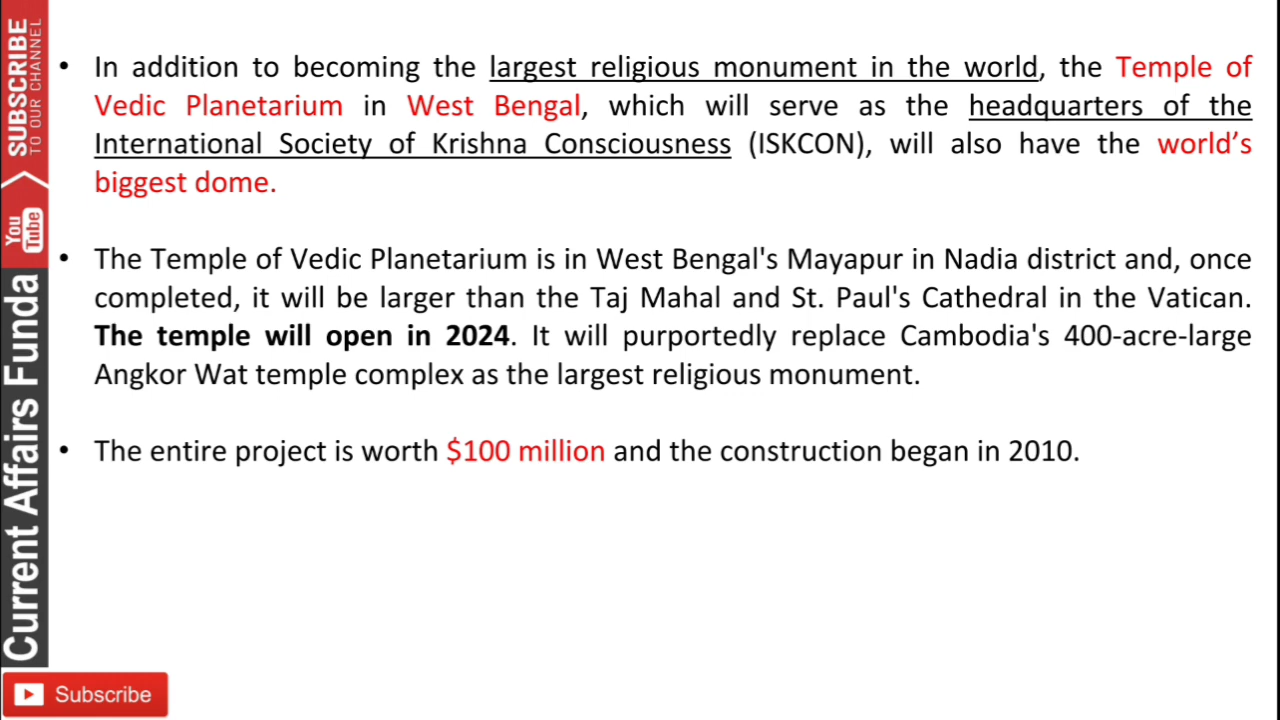 • In addition to becoming the largest religious monument in the world, the Temple of
Vedic Planetarium in West Bengal, which will serve as the headquarters of the
International Society of Krishna Consciousness (ISKCON), will also have the world’s
biggest dome.
• The Temple of Vedic Planetarium is in West Bengal's Mayapur in Nadia district and, once
completed, it will be larger than the Taj Mahal and St. Paul's Cathedral in the Vatican.
The temple will open in 2024. It will purportedly replace Cambodia's 400-acre-large
Angkor Wat temple complex as the largest religious monument.
• The entire project is worth $100 million and the construction began in 2010.
SUBSCRIBE
TO OUR CHANNEL
You
Tube
Current Affairs Funda
Subscribe